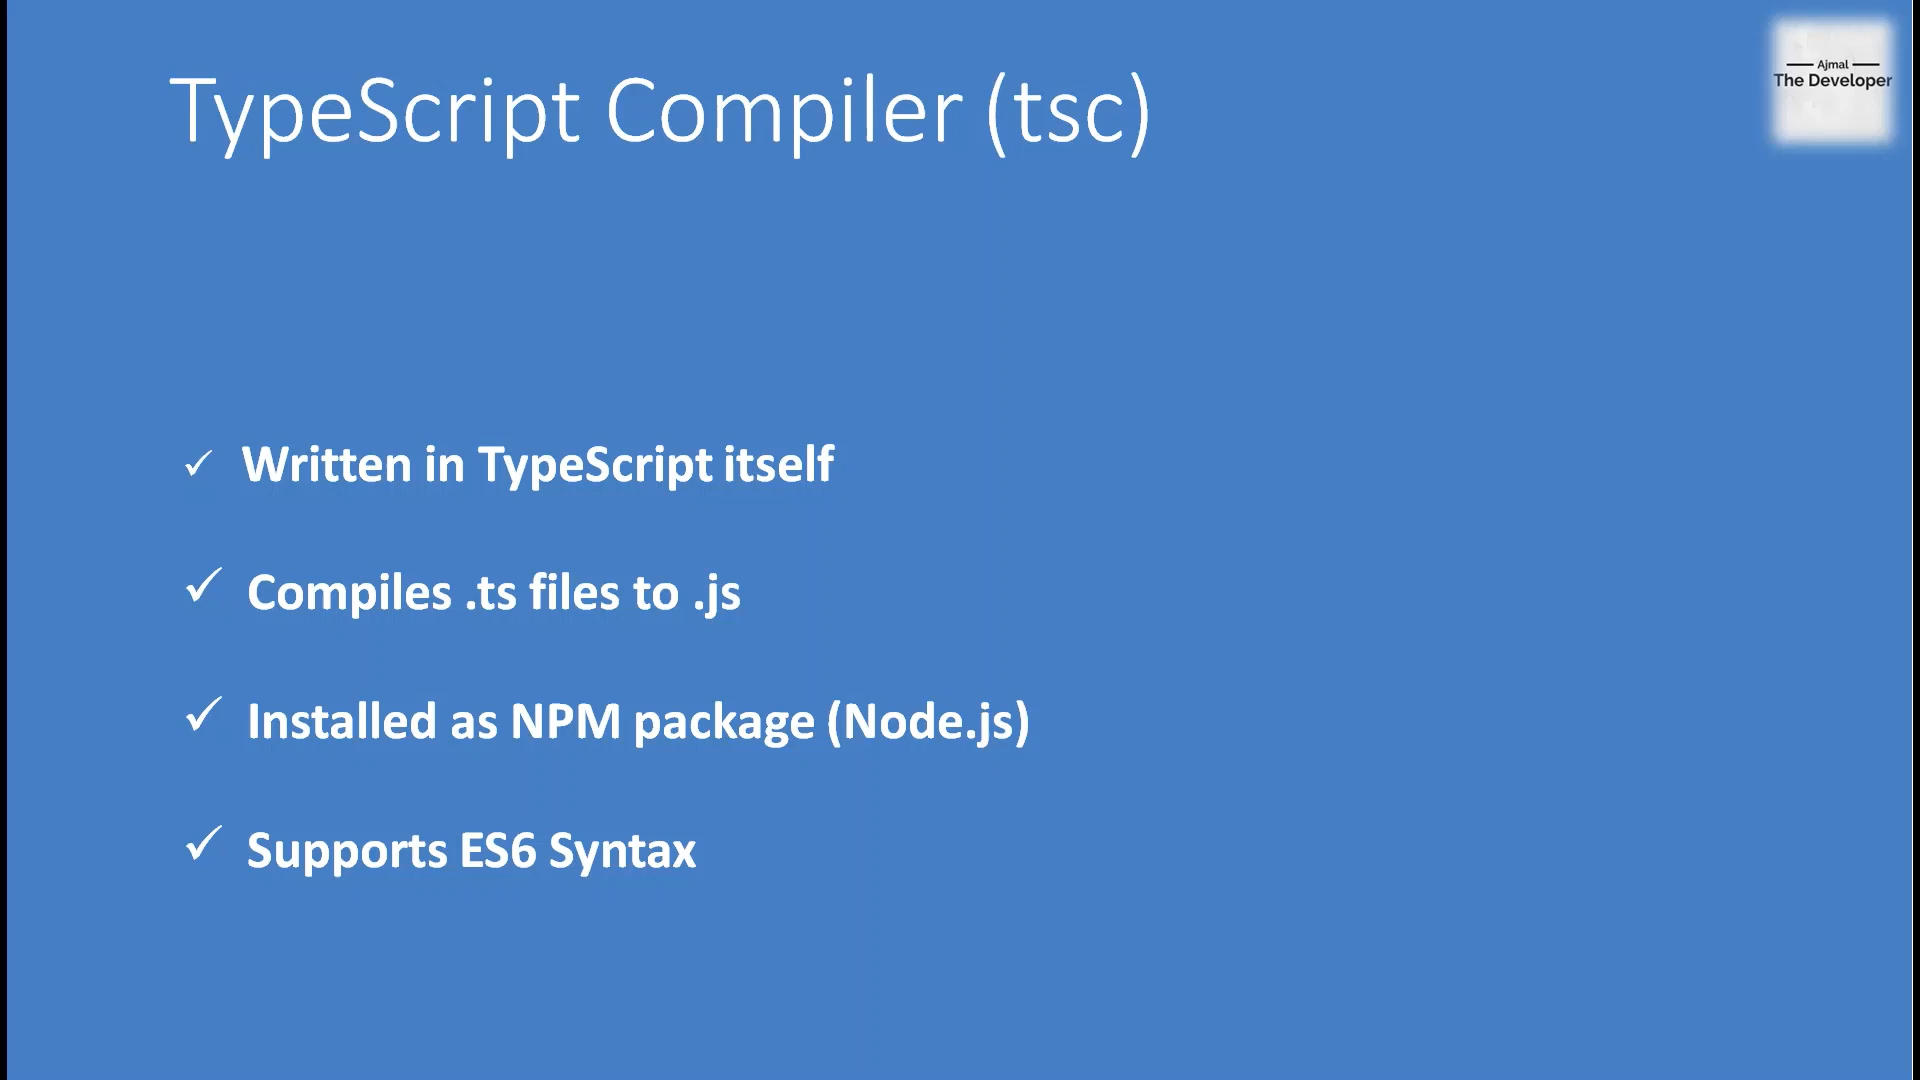 TypeScript Compiler (tsc)
Ajmal
The Developer
Written in TypeScript itself
Compiles .ts files to .js
Installed as NPM package (Node.js)
Supports ES6 Syntax